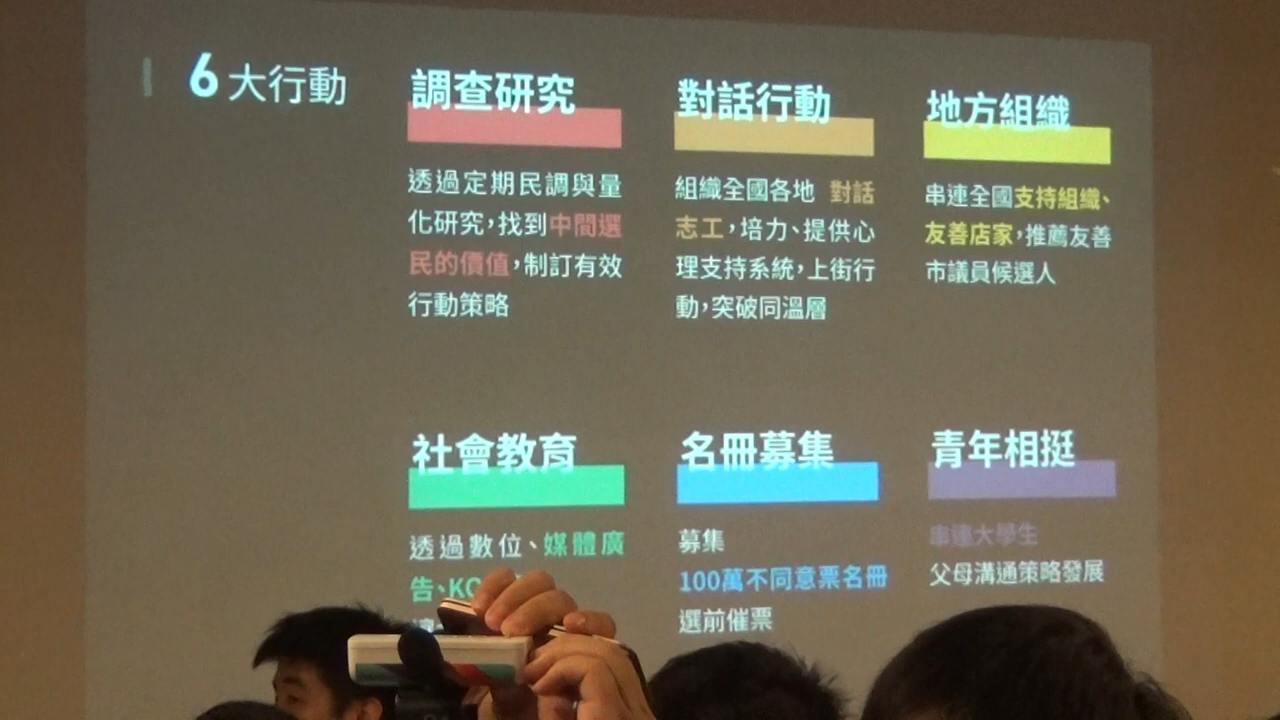 6大行動
調查研究
透過定期民調與量
化研究，找到中間選
民的價值，制訂有效
行動策略
對話行動
組織全國各地 對話
志工，培力、提供心
理支持系統，上街行
動，突破同溫層
地方組織
串連全國支持組織、
友善店家，推薦友善
市議員候選人
社會教育
透過數位、媒體廣
告、KO
名冊募集
募集
100萬不同意票名冊
選前催票
青年相挺
串連大學生
父母溝通策略發展